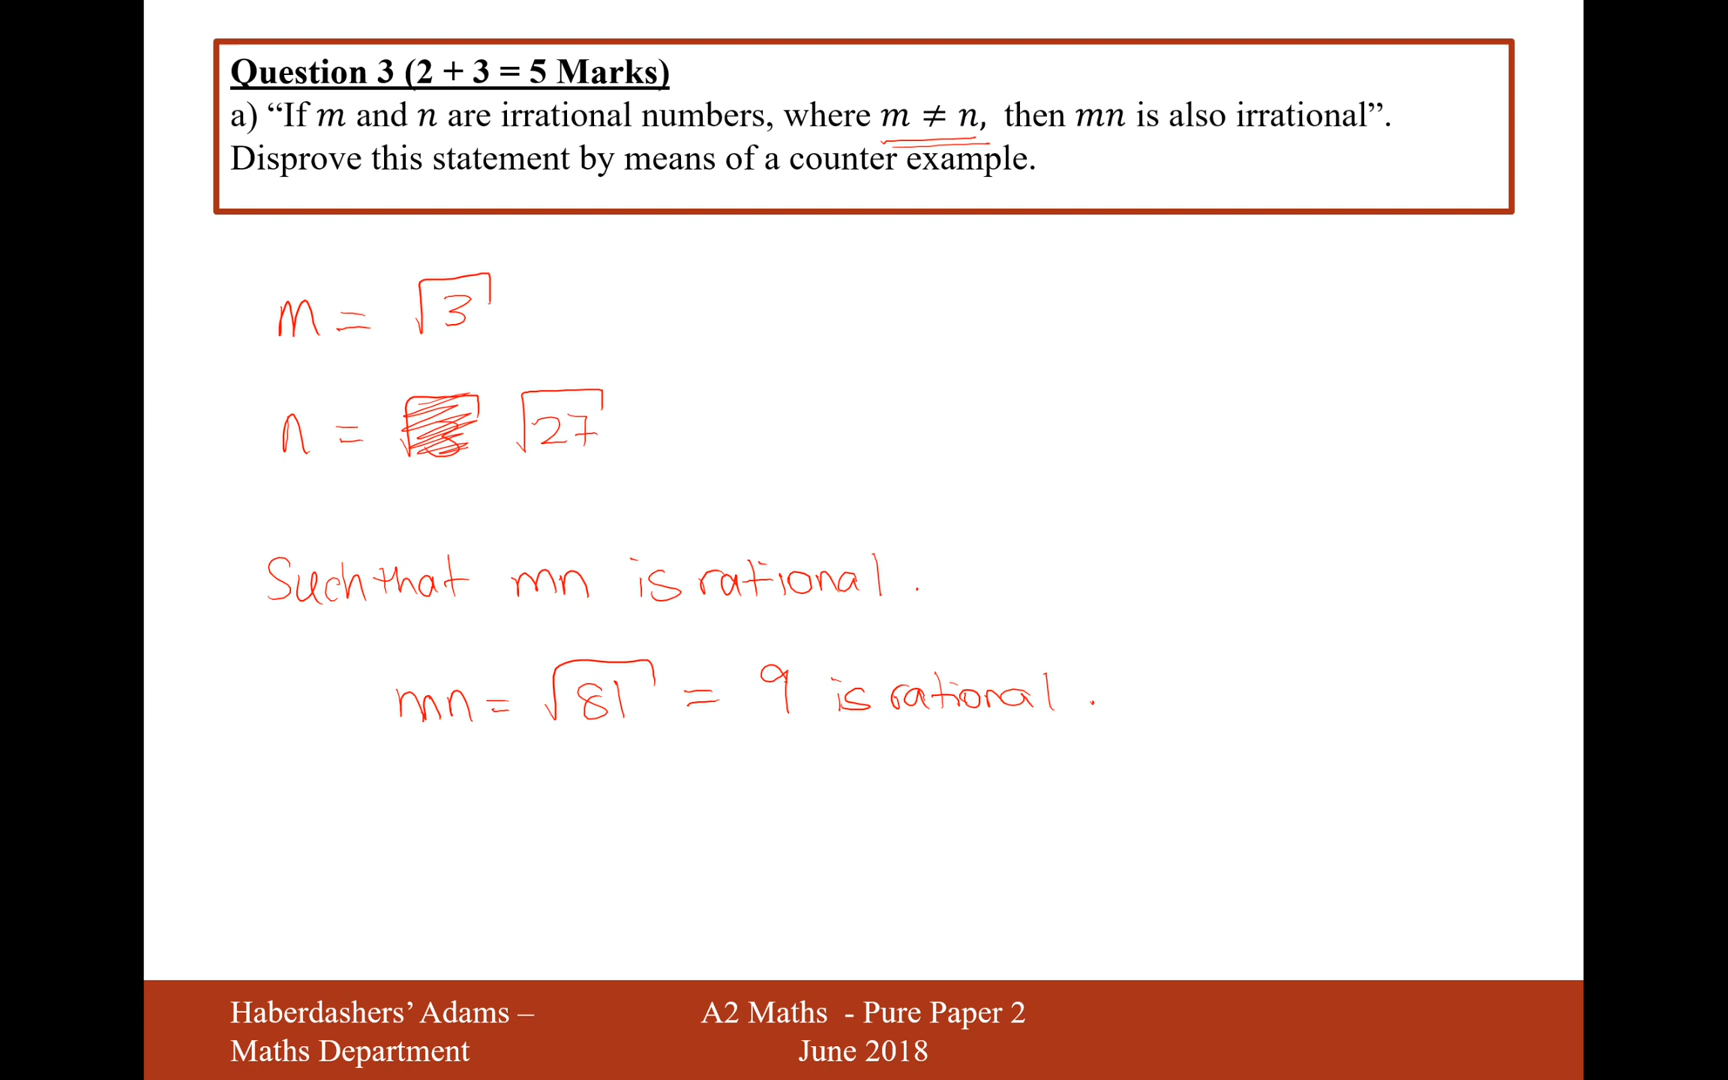 Question 3 (2 + 3 = 5 Marks)
a) “If m and n are irrational numbers, where m ≠ n, then mn is also irrational”.
Disprove this statement by means of a counter example.
m = √3
n = √27
Such that mn is rational.
mn = √81 = 9 is rational.
Haberdashers’ Adams –
Maths Department
A2 Maths - Pure Paper 2
June 2018